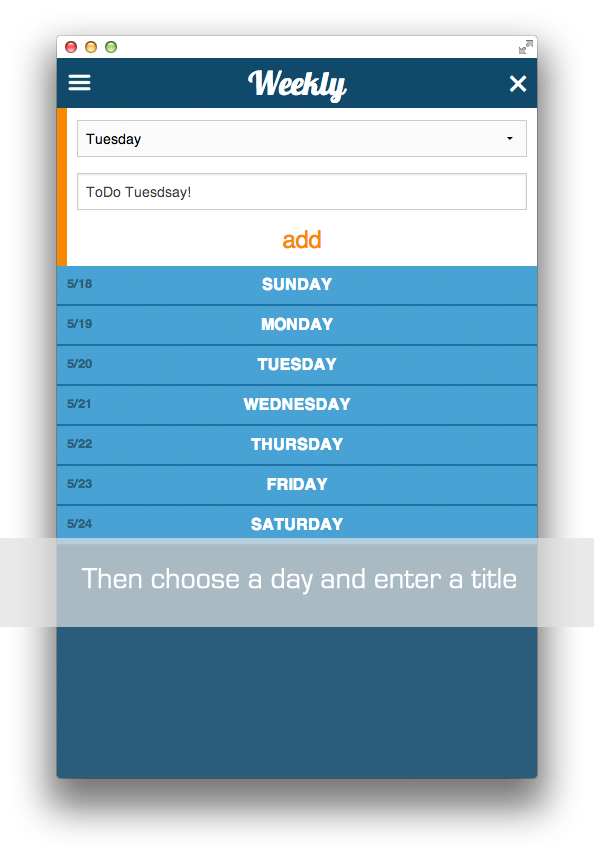 Weekly
Tuesday
ToDo Tuesdsay!
add
5/18 SUNDAY
5/19 MONDAY
5/20 TUESDAY
5/21 WEDNESDAY
5/22 THURSDAY
5/23 FRIDAY
5/24 SATURDAY
Then choose a day and enter a title